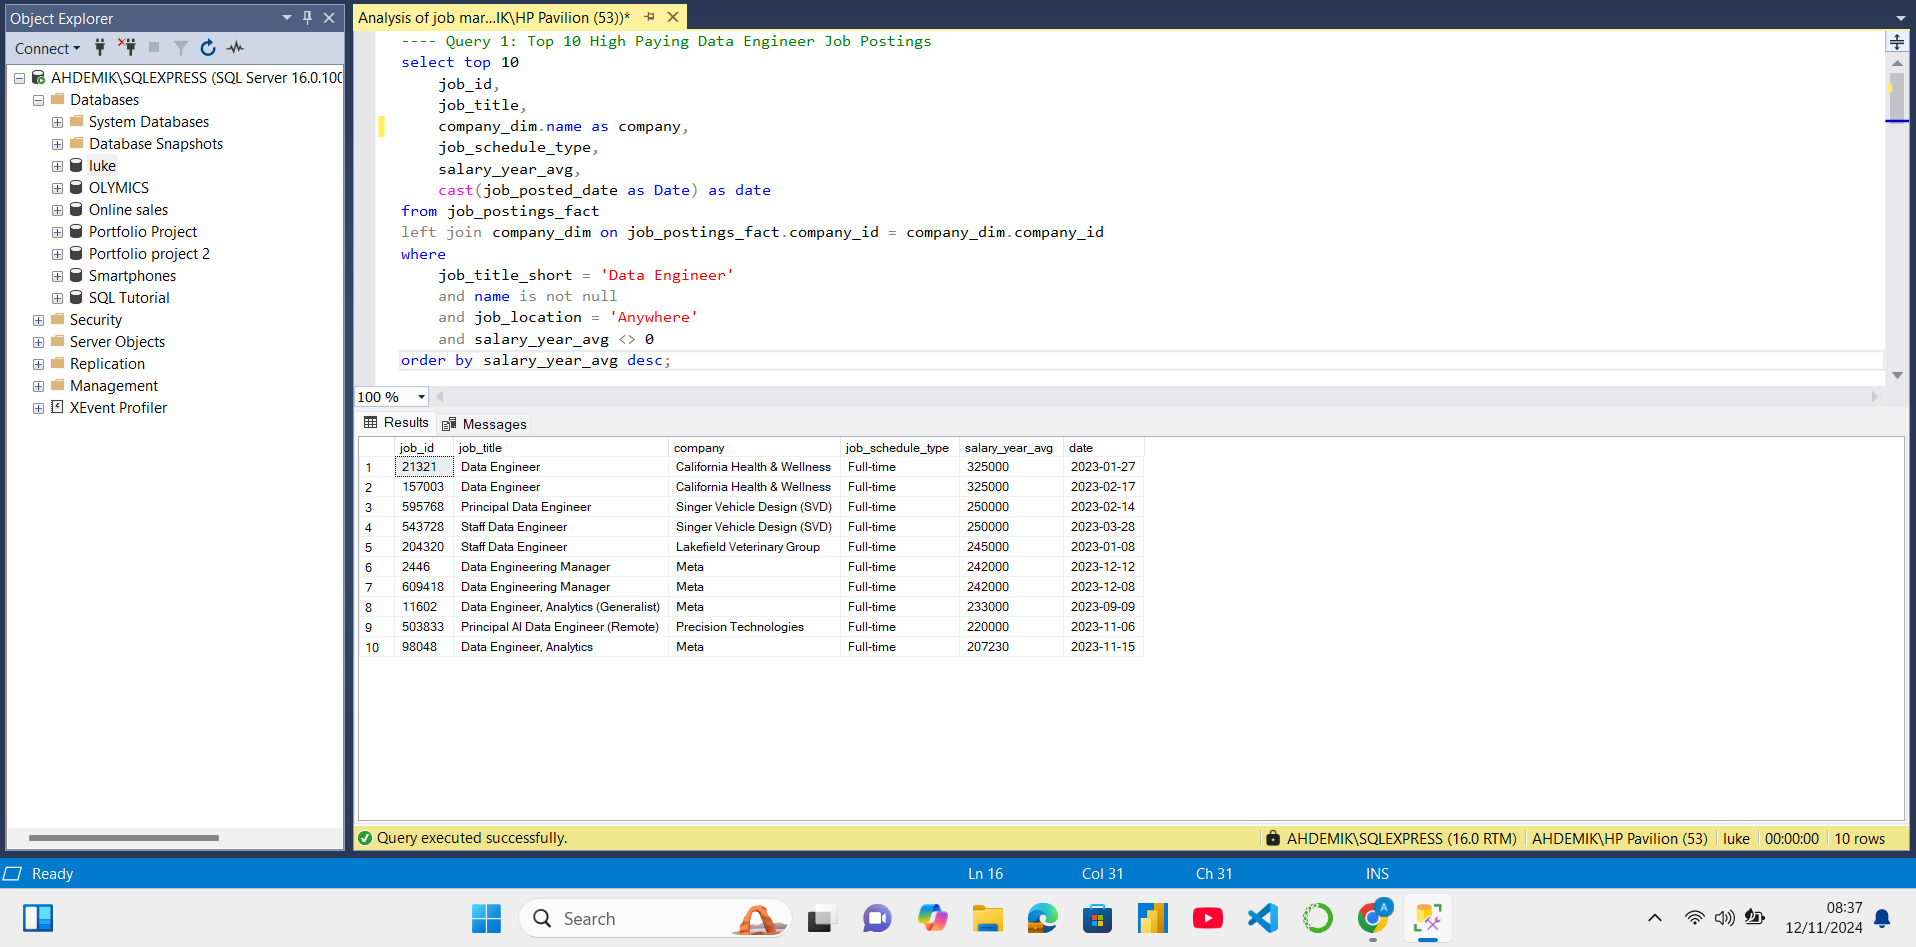 Object Explorer
Connect
AHDEMIK\SQLEXPRESS (SQL Server 16.0.100
Databases
System Databases
Database Snapshots
luke
OLYMICS
Online sales
Portfolio Project
Portfolio project 2
Smartphones
SQL Tutorial
Security
Server Objects
Replication
Management
XEvent Profiler
Analysis of job mar...IK\HP Pavilion (53))*
---- Query 1: Top 10 High Paying Data Engineer Job Postings
select top 10
job_id,
job_title,
company_dim.name as company,
job_schedule_type,
salary_year_avg,
cast(job_posted_date as Date) as date
from job_postings_fact
left join company_dim on job_postings_fact.company_id = company_dim.company_id
where
job_title_short = 'Data Engineer'
and name is not null
and job_location = 'Anywhere'
and salary_year_avg <> 0
order by salary_year_avg desc;
100 %
Results Messages
job_id job_title company job_schedule_type salary_year_avg date
1 21321 Data Engineer California Health & Wellness Full-time 325000 2023-01-27
2 157003 Data Engineer California Health & Wellness Full-time 325000 2023-02-17
3 595768 Principal Data Engineer Singer Vehicle Design (SVD) Full-time 250000 2023-02-14
4 543728 Staff Data Engineer Singer Vehicle Design (SVD) Full-time 250000 2023-03-28
5 204320 Staff Data Engineer Lakefield Veterinary Group Full-time 245000 2023-01-08
6 2446 Data Engineering Manager Meta Full-time 242000 2023-12-12
7 609418 Data Engineering Manager Meta Full-time 242000 2023-12-08
8 11602 Data Engineer, Analytics (Generalist) Meta Full-time 233000 2023-09-09
9 503833 Principal AI Data Engineer (Remote) Precision Technologies Full-time 220000 2023-11-06
10 98048 Data Engineer, Analytics Meta Full-time 207230 2023-11-15
Query executed successfully. AHDEMIK\SQLEXPRESS (16.0 RTM) AHDEMIK\HP Pavilion (53) luke 00:00:00 10 rows
Ready Ln 16 Col 31 Ch 31 INS
Search
A
08:37
12/11/2024